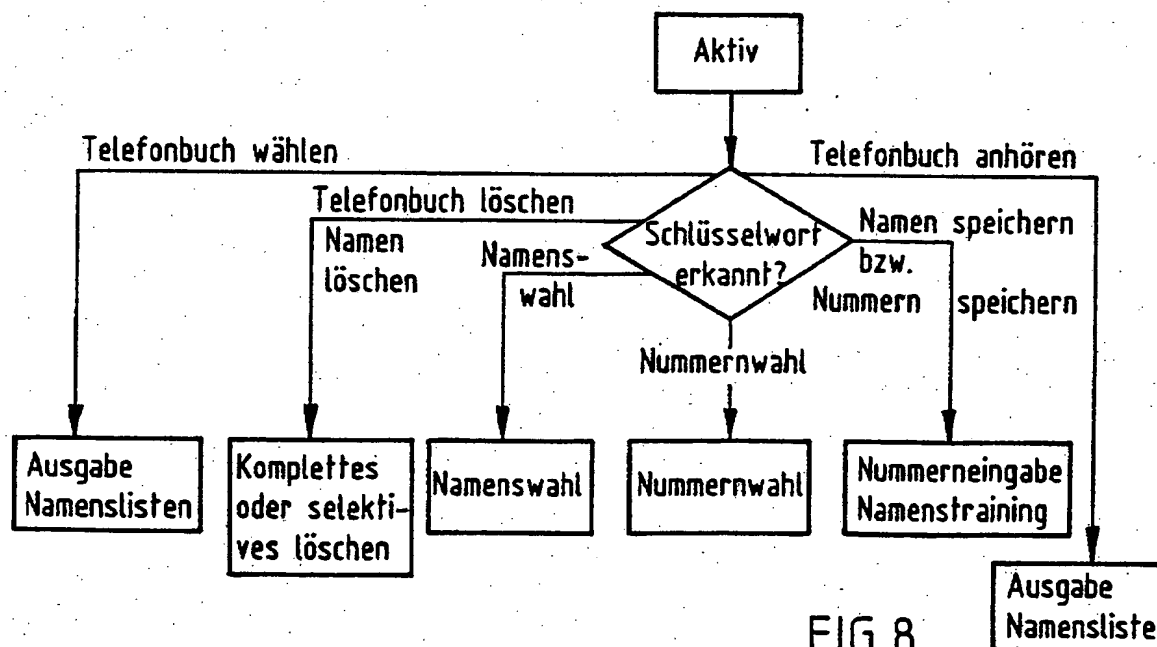 Aktiv
Telefonbuch wählen
Telefonbuch anhören
Telefonbuch löschen
Namen
löschen
Namens-
wahl
Schlüsselwort
erkannt?
Namen speichern
bzw.
Nummern speichern
Nummernwahl
Ausgabe
Namenslisten
Komplettes
oder selekti-
ves löschen
Namenswahl
Nummernwahl
Nummerneingabe
Namenstraining
Ausgabe
Namensliste
FIG. 8